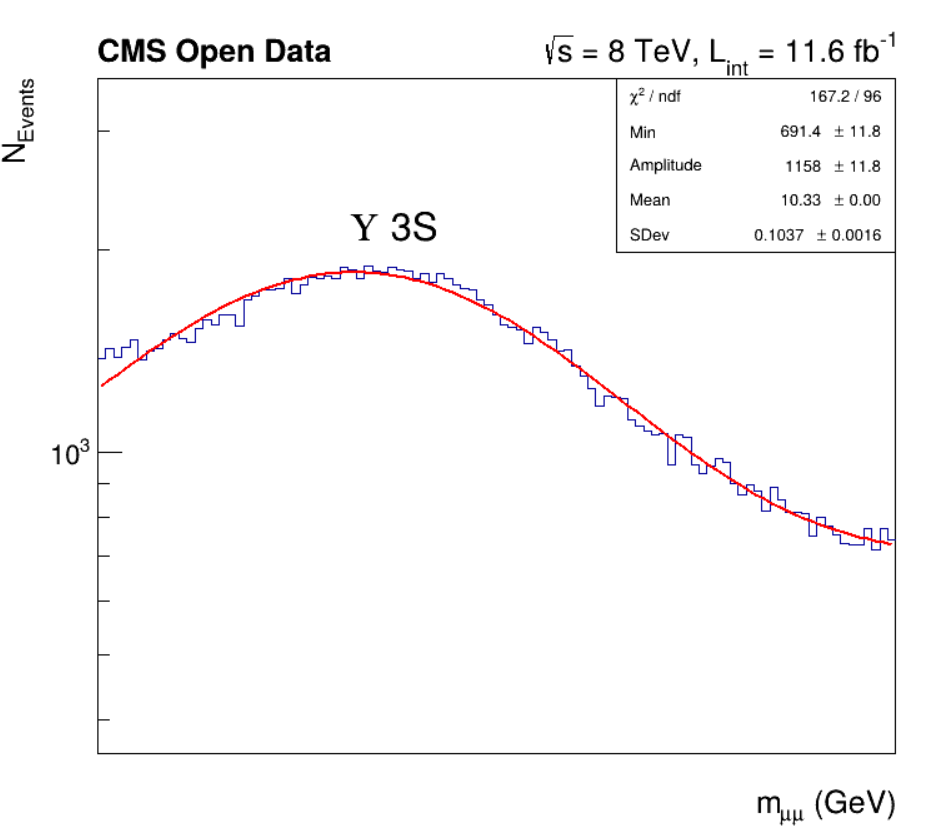 CMS Open Data
√s = 8 TeV, L_int = 11.6 fb⁻¹
N_Events
χ² / ndf 167.2 / 96
Min 691.4 ± 11.8
Amplitude 1158 ± 11.8
Mean 10.33 ± 0.00
SDev 0.1037 ± 0.0016
Υ 3S
10³
m_μμ (GeV)